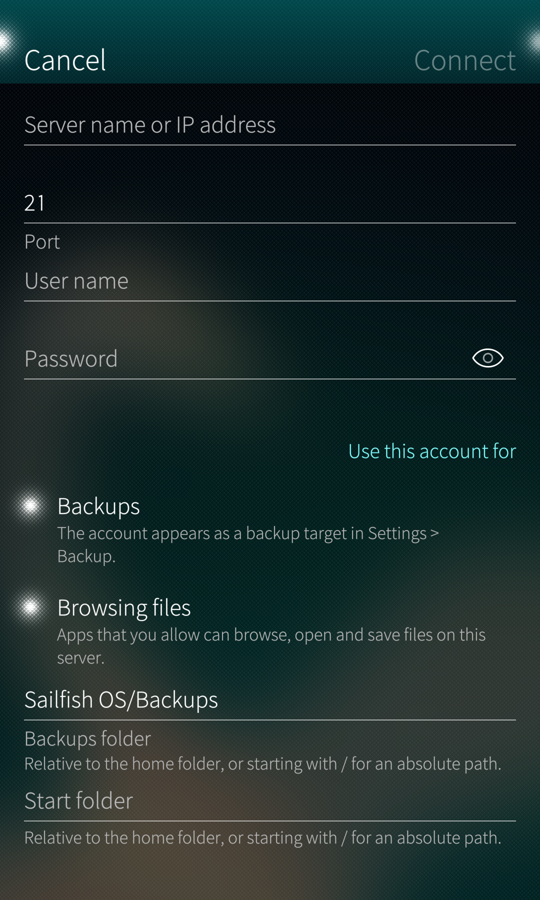 Cancel
Connect
Server name or IP address
21
Port
User name
Password
Use this account for
Backups
The account appears as a backup target in Settings >
Backup.
Browsing files
Apps that you allow can browse, open and save files on this
server.
Sailfish OS/Backups
Backups folder
Relative to the home folder, or starting with / for an absolute path.
Start folder
Relative to the home folder, or starting with / for an absolute path.